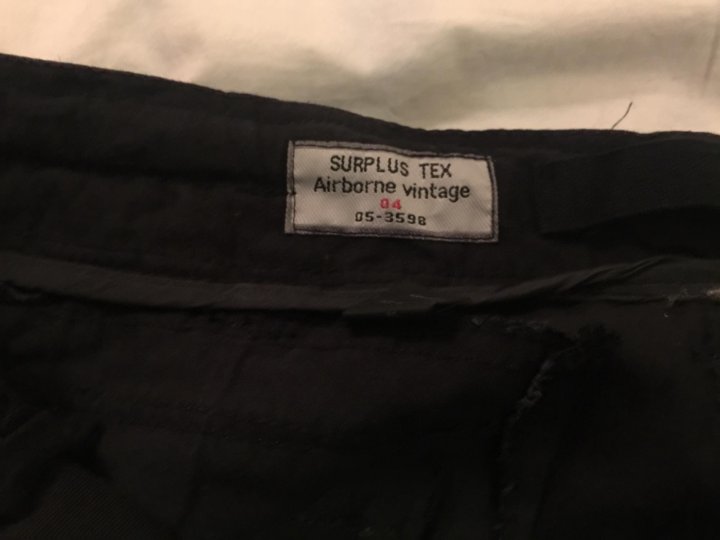 SURPLUS TEX
Airborne vintage
04
05-3598